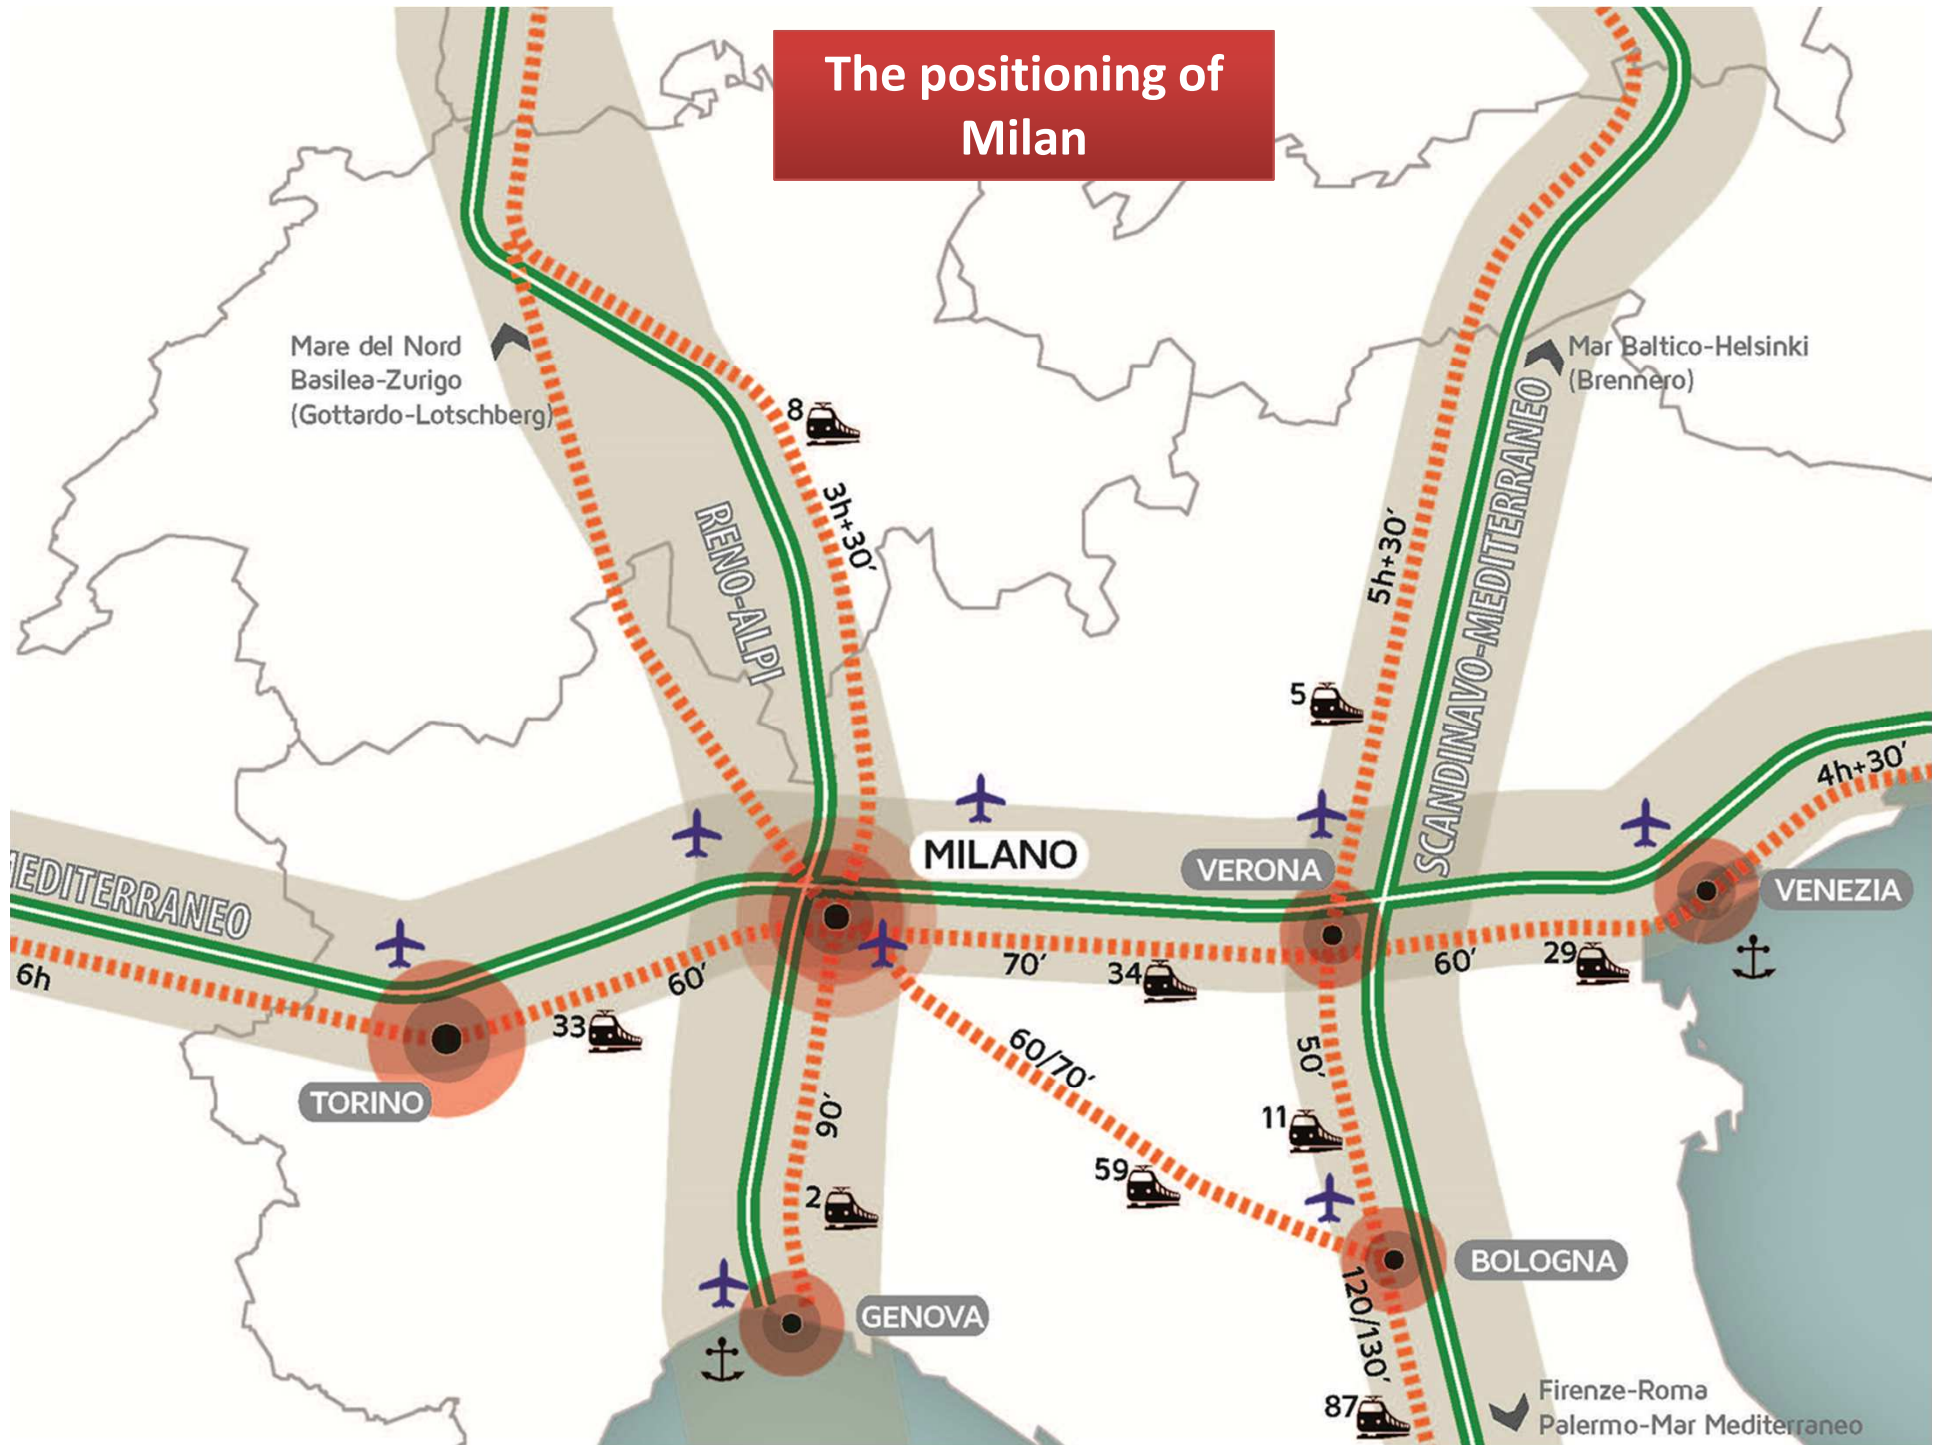 The positioning of
Milan
Mare del Nord
Basilea-Zurigo
(Gottardo-Lotschberg)
Mar Baltico-Helsinki
(Brennero)
8
3h+30'
RENO-ALPI
5h+30'
SCANDINAVO-MEDITERRANEO
5
4h+30'
MILANO
VERONA
VENEZIA
MEDITERRANEO
6h
60'
33
TORINO
70'
34
60'
29
60/70'
50'
90'
11
59
2
BOLOGNA
GENOVA
120/130'
87
Firenze-Roma
Palermo-Mar Mediterraneo